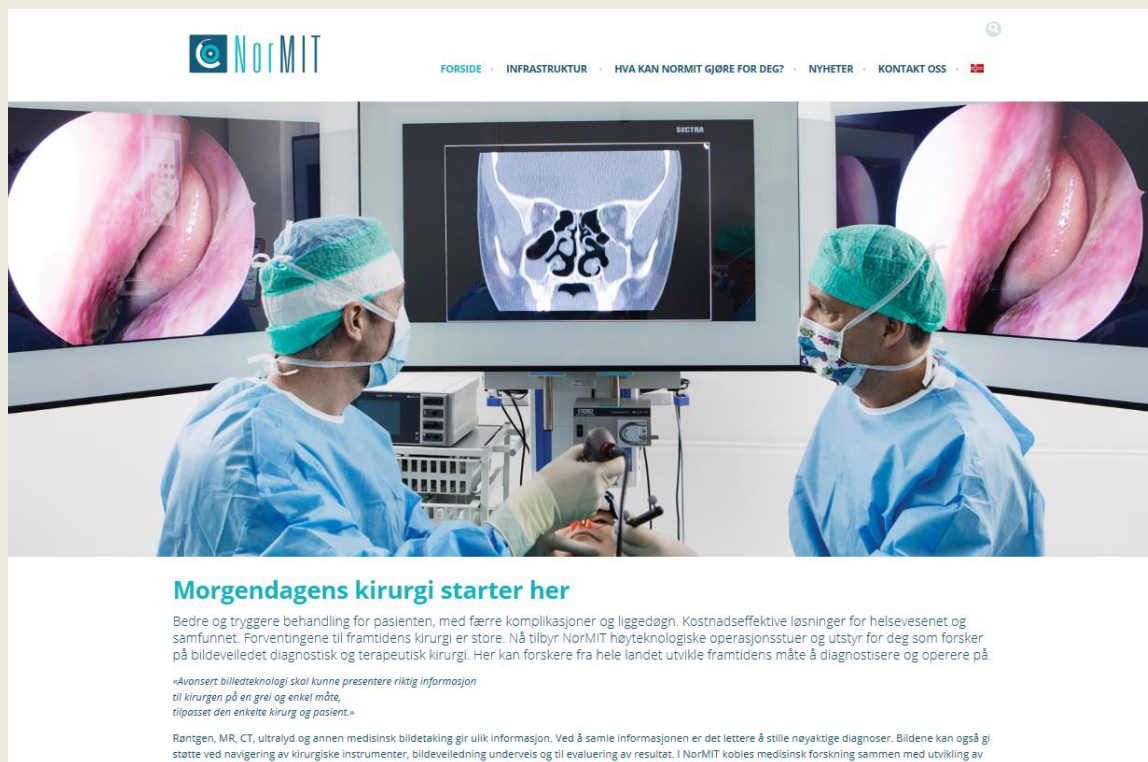 NorMIT
FORSIDE
INFRASTRUKTUR
HVA KAN NORMIT GJØRE FOR DEG?
NYHETER
KONTAKT OSS
SECTRA
STORZ
Morgendagens kirurgi starter her
Bedre og tryggere behandling for pasienten, med færre komplikasjoner og liggedøgn. Kostnadseffektive løsninger for helsevesenet og
samfunnet. Forventingene til framtidens kirurgi er store. Nå tilbyr NorMIT høyteknologiske operasjonsstuer og utstyr for deg som forsker
på bildeveiledet diagnostisk og terapeutisk kirurgi. Her kan forskere fra hele landet utvikle framtidens måte å diagnostisere og operere på.
«Avansert billedteknologi skal kunne presentere riktig informasjon
til kirurgen på en grei og enkel måte,
tilpasset den enkelte kirurg og pasient.»
Røntgen, MR, CT, ultralyd og annen medisinsk bildetaking gir ulik informasjon. Ved å samle informasjonen er det lettere å stille nøyaktige diagnoser. Bildene kan også gi
støtte ved navigering av kirurgiske instrumenter, bildeveiledning underveis og til evaluering av resultat. I NorMIT kobles medisinsk forskning sammen med utvikling av